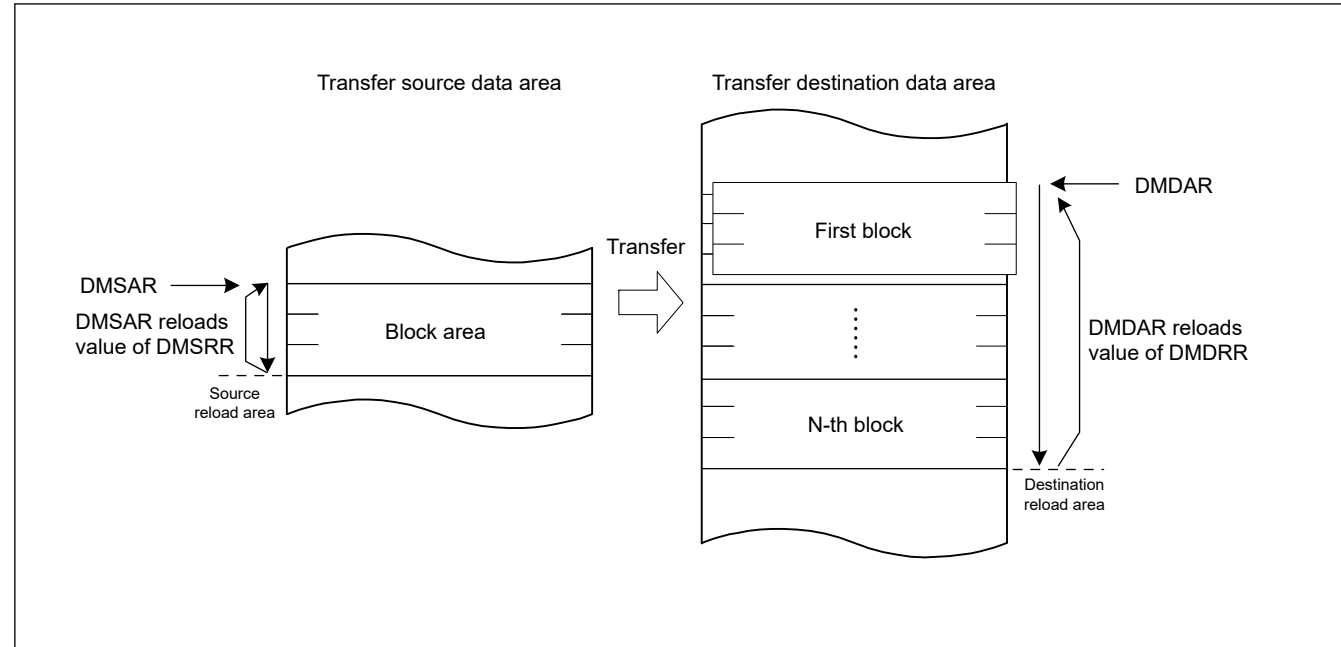 Transfer source data area
Transfer destination data area
DMSAR
DMSAR reloads
value of DMSRR
Source
reload area
Block area
Transfer
First block
N-th block
DMDAR
DMDAR reloads
value of DMDRR
Destination
reload area